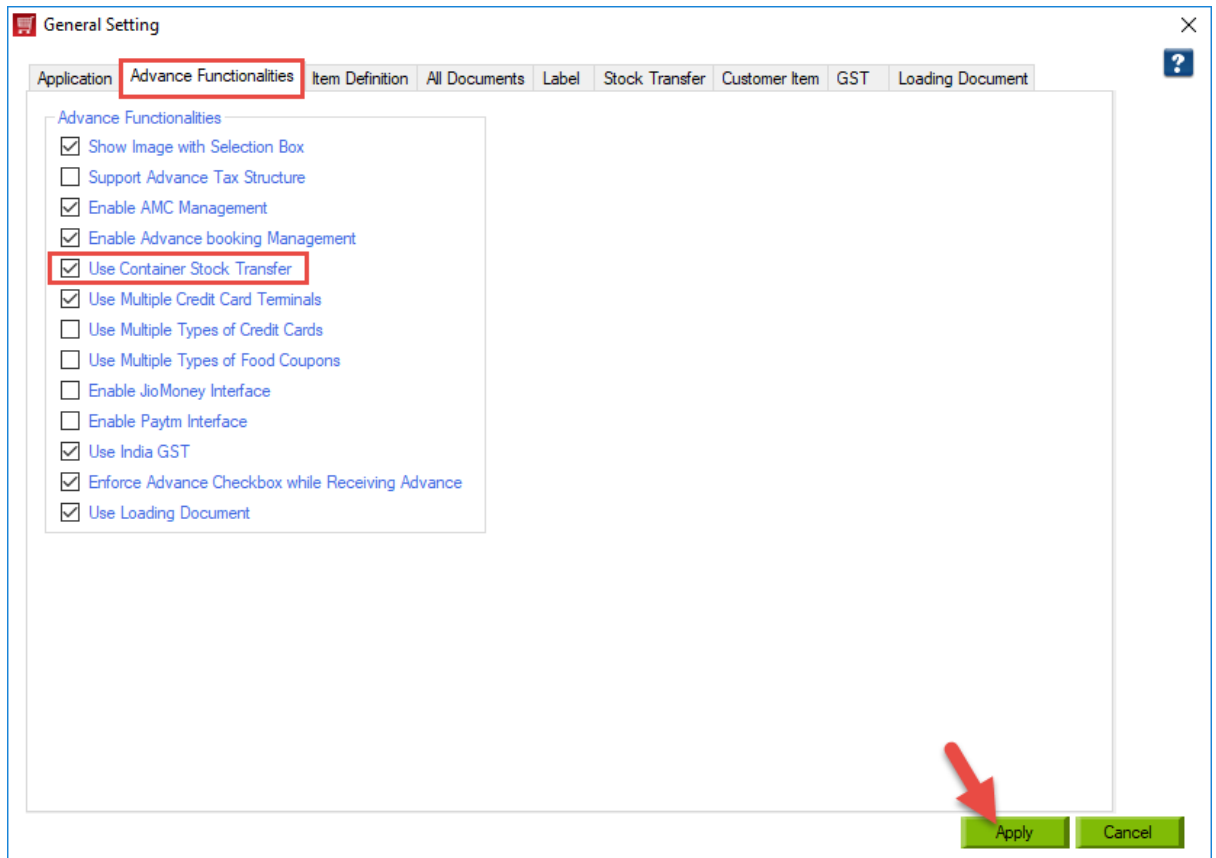 General Setting
?
Application Advance Functionalities Item Definition All Documents Label Stock Transfer Customer Item GST Loading Document
Advance Functionalities
Show Image with Selection Box
Support Advance Tax Structure
Enable AMC Management
Enable Advance booking Management
Use Container Stock Transfer
Use Multiple Credit Card Terminals
Use Multiple Types of Credit Cards
Use Multiple Types of Food Coupons
Enable JioMoney Interface
Enable Paytm Interface
Use India GST
Enforce Advance Checkbox while Receiving Advance
Use Loading Document
Apply Cancel